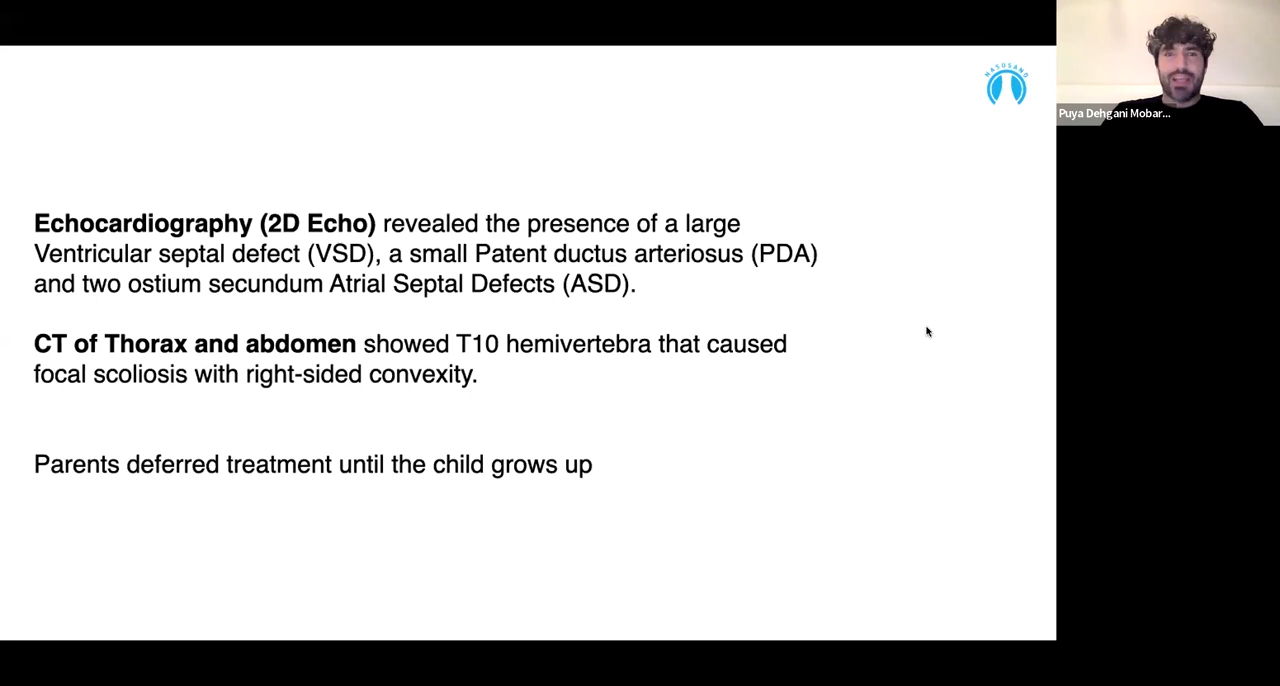 NASOSANO
Echocardiography (2D Echo) revealed the presence of a large
Ventricular septal defect (VSD), a small Patent ductus arteriosus (PDA)
and two ostium secundum Atrial Septal Defects (ASD).
CT of Thorax and abdomen showed T10 hemivertebra that caused
focal scoliosis with right-sided convexity.
Parents deferred treatment until the child grows up
Puya Dehgani Mobar...